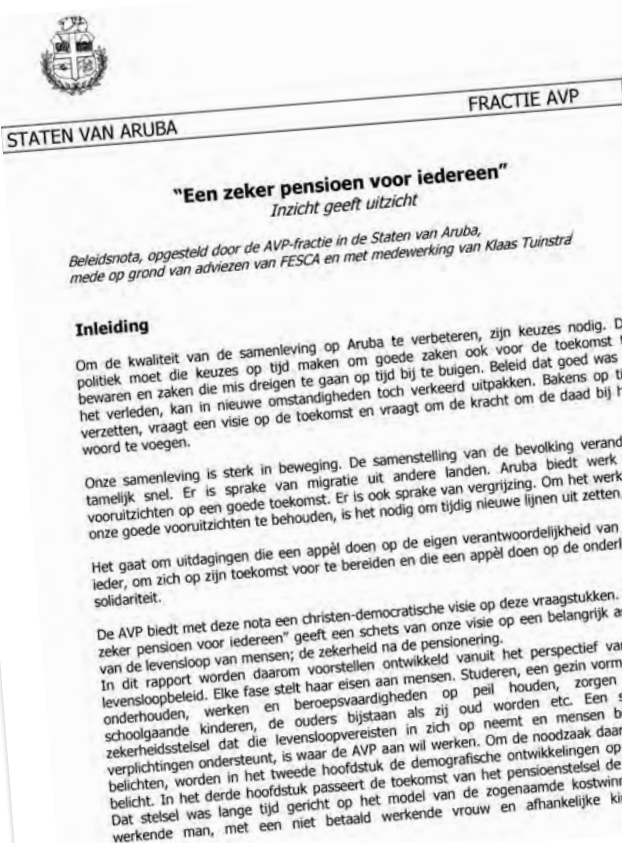 STATEN VAN ARUBA
FRACTIE AVP
"Een zeker pensioen voor iedereen"
Inzicht geeft uitzicht
Beleidsnota, opgesteld door de AVP-fractie in de Staten van Aruba,
mede op grond van adviezen van FESCA en met medewerking van Klaas Tuinstra
Inleiding
Om de kwaliteit van de samenleving op Aruba te verbeteren, zijn keuzes nodig. D
politiek moet die keuzes op tijd maken om goede zaken ook voor de toekomst t
bewaren en zaken die mis dreigen te gaan op tijd bij te buigen. Beleid dat goed was
het verleden, kan in nieuwe omstandigheden toch verkeerd uitpakken. Bakens op ti
verzetten, vraagt een visie op de toekomst en vraagt om de kracht om de daad bij h
woord te voegen.
Onze samenleving is sterk in beweging. De samenstelling van de bevolking verand
tamelijk snel. Er is sprake van migratie uit andere landen. Aruba biedt werk
vooruitzichten op een goede toekomst. Er is ook sprake van vergrijzing. Om het werk
onze goede vooruitzichten te behouden, is het nodig om tijdig nieuwe lijnen uit zetten.
Het gaat om uitdagingen die een appèl doen op de eigen verantwoordelijkheid van
ieder, om zich op zijn toekomst voor te bereiden en die een appèl doen op de onderl
solidariteit.
De AVP biedt met deze nota een christen-democratische visie op deze vraagstukken.
zeker pensioen voor iedereen" geeft een schets van onze visie op een belangrijk as
van de levensloop van mensen; de zekerheid na de pensionering.
In dit rapport worden daarom voorstellen ontwikkeld vanuit het perspectief van
levensloopbeleid. Elke fase stelt haar eisen aan mensen. Studeren, een gezin vorm
onderhouden, werken en beroepsvaardigheden op peil houden, zorgen
schoolgaande kinderen, de ouders bijstaan als zij oud worden etc. Een s
zekerheidsstelsel dat die levensloopvereisten in zich op neemt en mensen b
verplichtingen ondersteunt, is waar de AVP aan wil werken. Om de noodzaak daar
belichten, worden in het tweede hoofdstuk de demografische ontwikkelingen op
belicht. In het derde hoofdstuk passeert de toekomst van het pensioenstelsel de
Dat stelsel was lange tijd gericht op het model van de zogenaamde kostwinn
werkende man, met een niet betaald werkende vrouw en afhankelijke ki